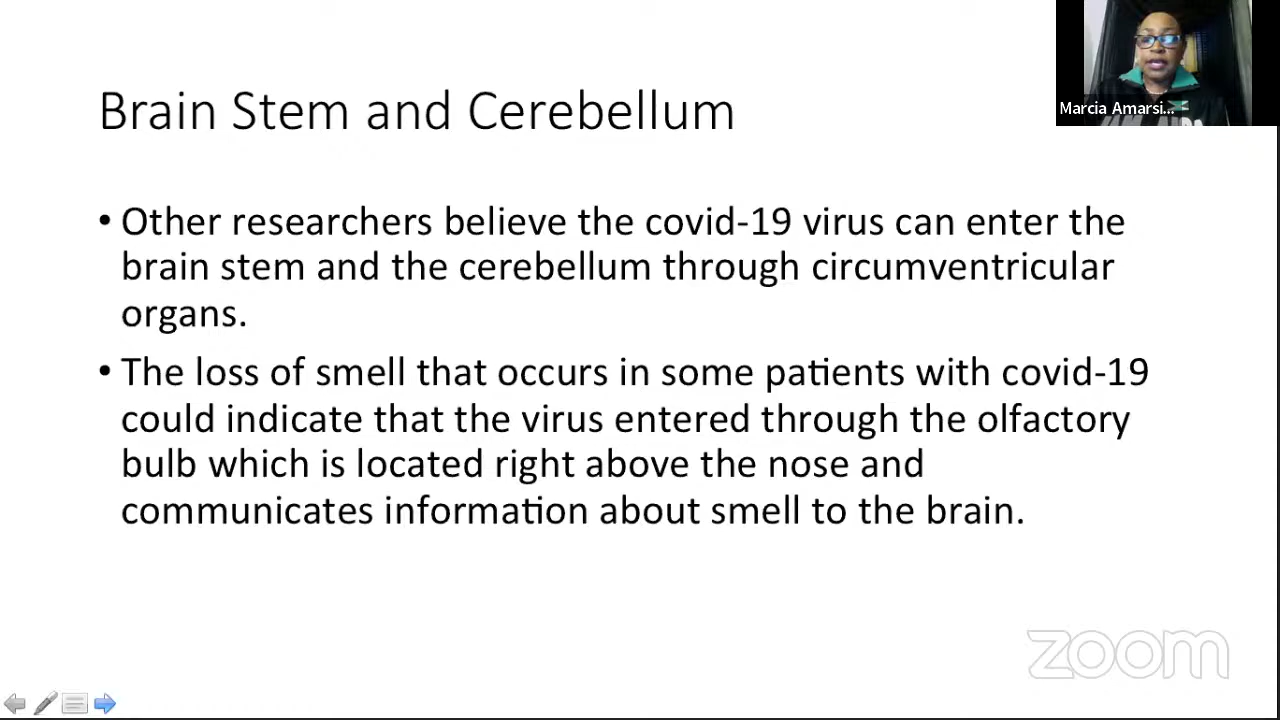 Marcia Amarsi...
Brain Stem and Cerebellum
• Other researchers believe the covid-19 virus can enter the
brain stem and the cerebellum through circumventricular
organs.
• The loss of smell that occurs in some patients with covid-19
could indicate that the virus entered through the olfactory
bulb which is located right above the nose and
communicates information about smell to the brain.
zoom